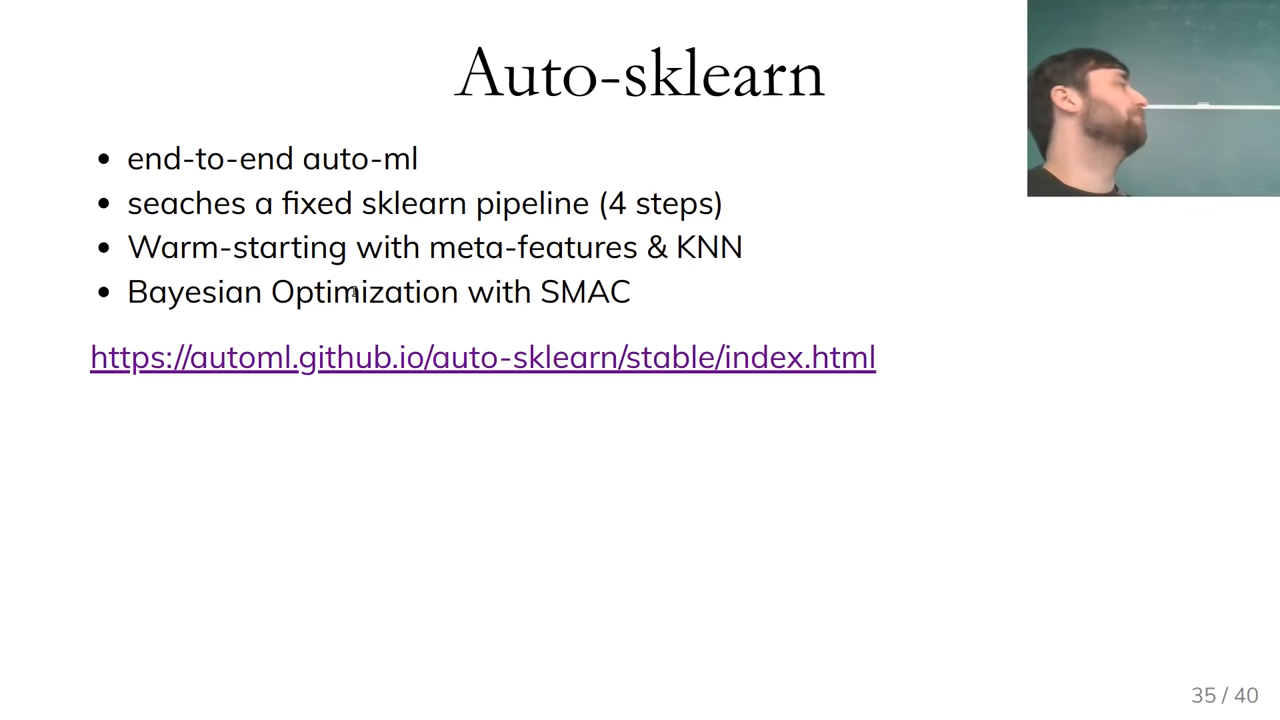 Auto-sklearn
• end-to-end auto-ml
• seaches a fixed sklearn pipeline (4 steps)
• Warm-starting with meta-features & KNN
• Bayesian Optimization with SMAC
https://automl.github.io/auto-sklearn/stable/index.html
35 / 40